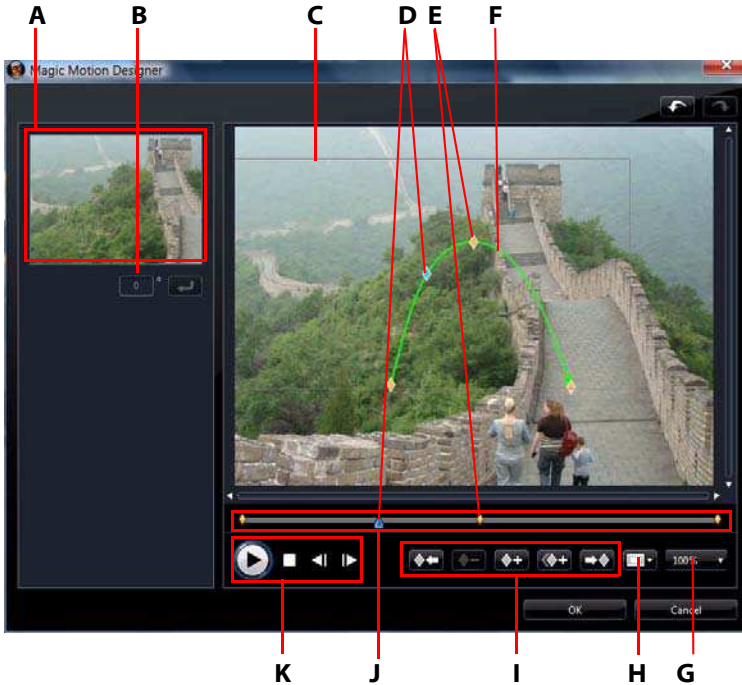 A B C D E F
Magic Motion Designer
0 °
100%
OK Cancel
K J I H G